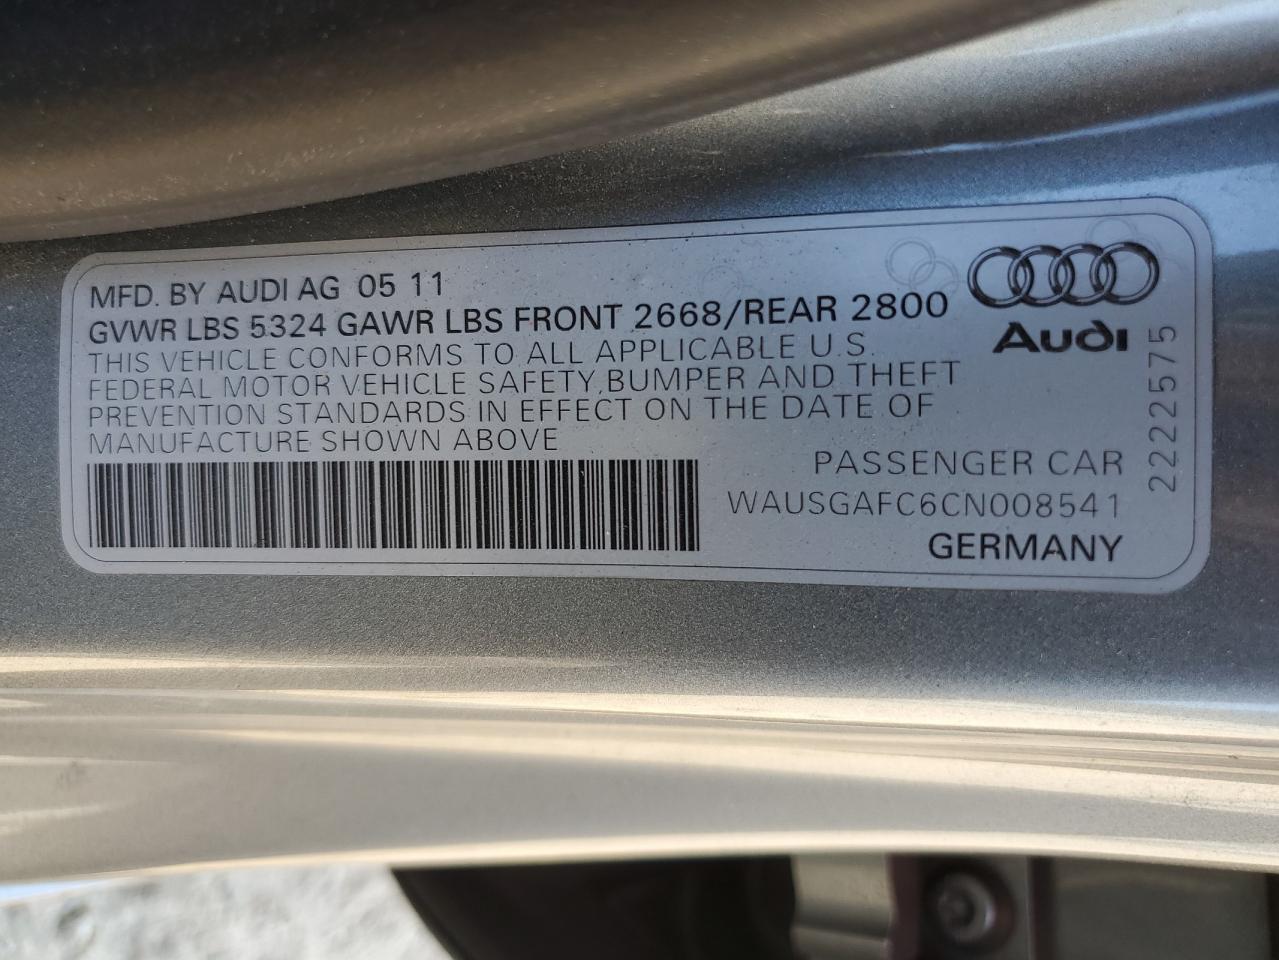 MFD. BY AUDI AG 05 11
GVWR LBS 5324 GAWR LBS FRONT 2668/REAR 2800
THIS VEHICLE CONFORMS TO ALL APPLICABLE U.S.
FEDERAL MOTOR VEHICLE SAFETY, BUMPER AND THEFT
PREVENTION STANDARDS IN EFFECT ON THE DATE OF
MANUFACTURE SHOWN ABOVE
Audi
2222575
PASSENGER CAR
WAUSGAFC6CN008541
GERMANY